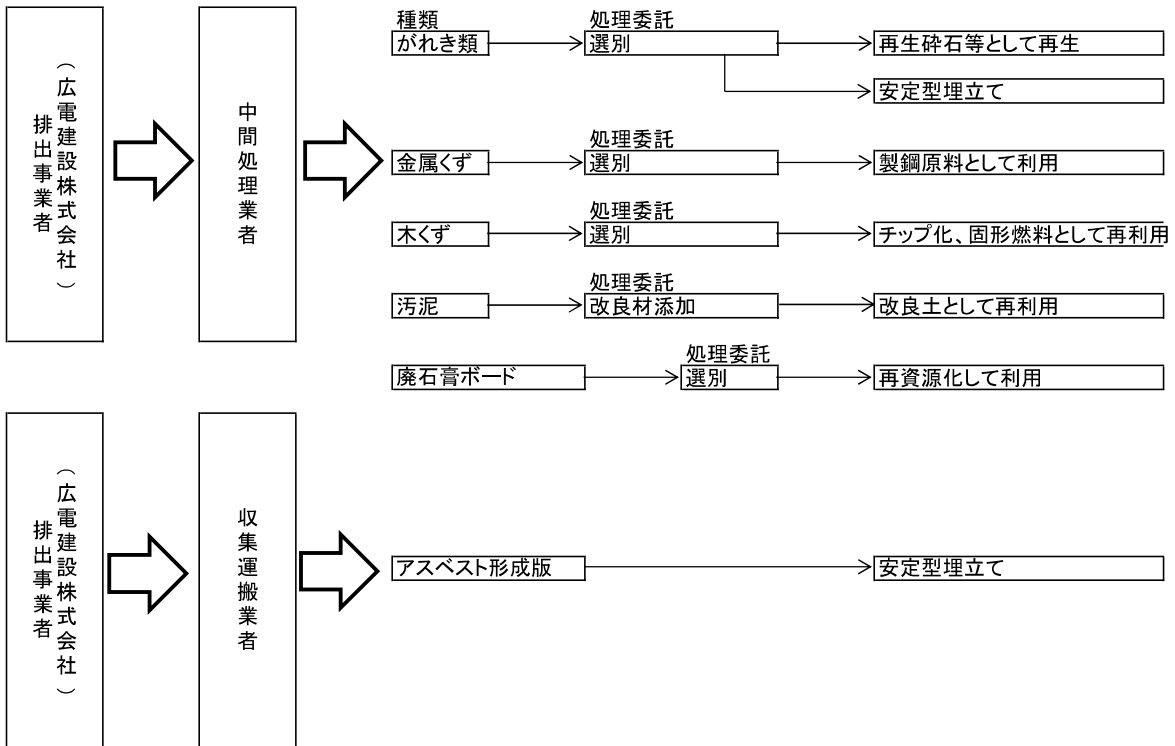 排出事業者
（広電建設株式会社）
中間処理業者
種類
処理委託
がれき類
選別
再生砕石等として再生
安定型埋立て
処理委託
金属くず
選別
製鋼原料として利用
処理委託
木くず
選別
チップ化、固形燃料として再利用
処理委託
汚泥
改良材添加
改良土として再利用
処理委託
廃石膏ボード
選別
再資源化して利用
排出事業者
（広電建設株式会社）
収集運搬業者
アスベスト形成版
安定型埋立て